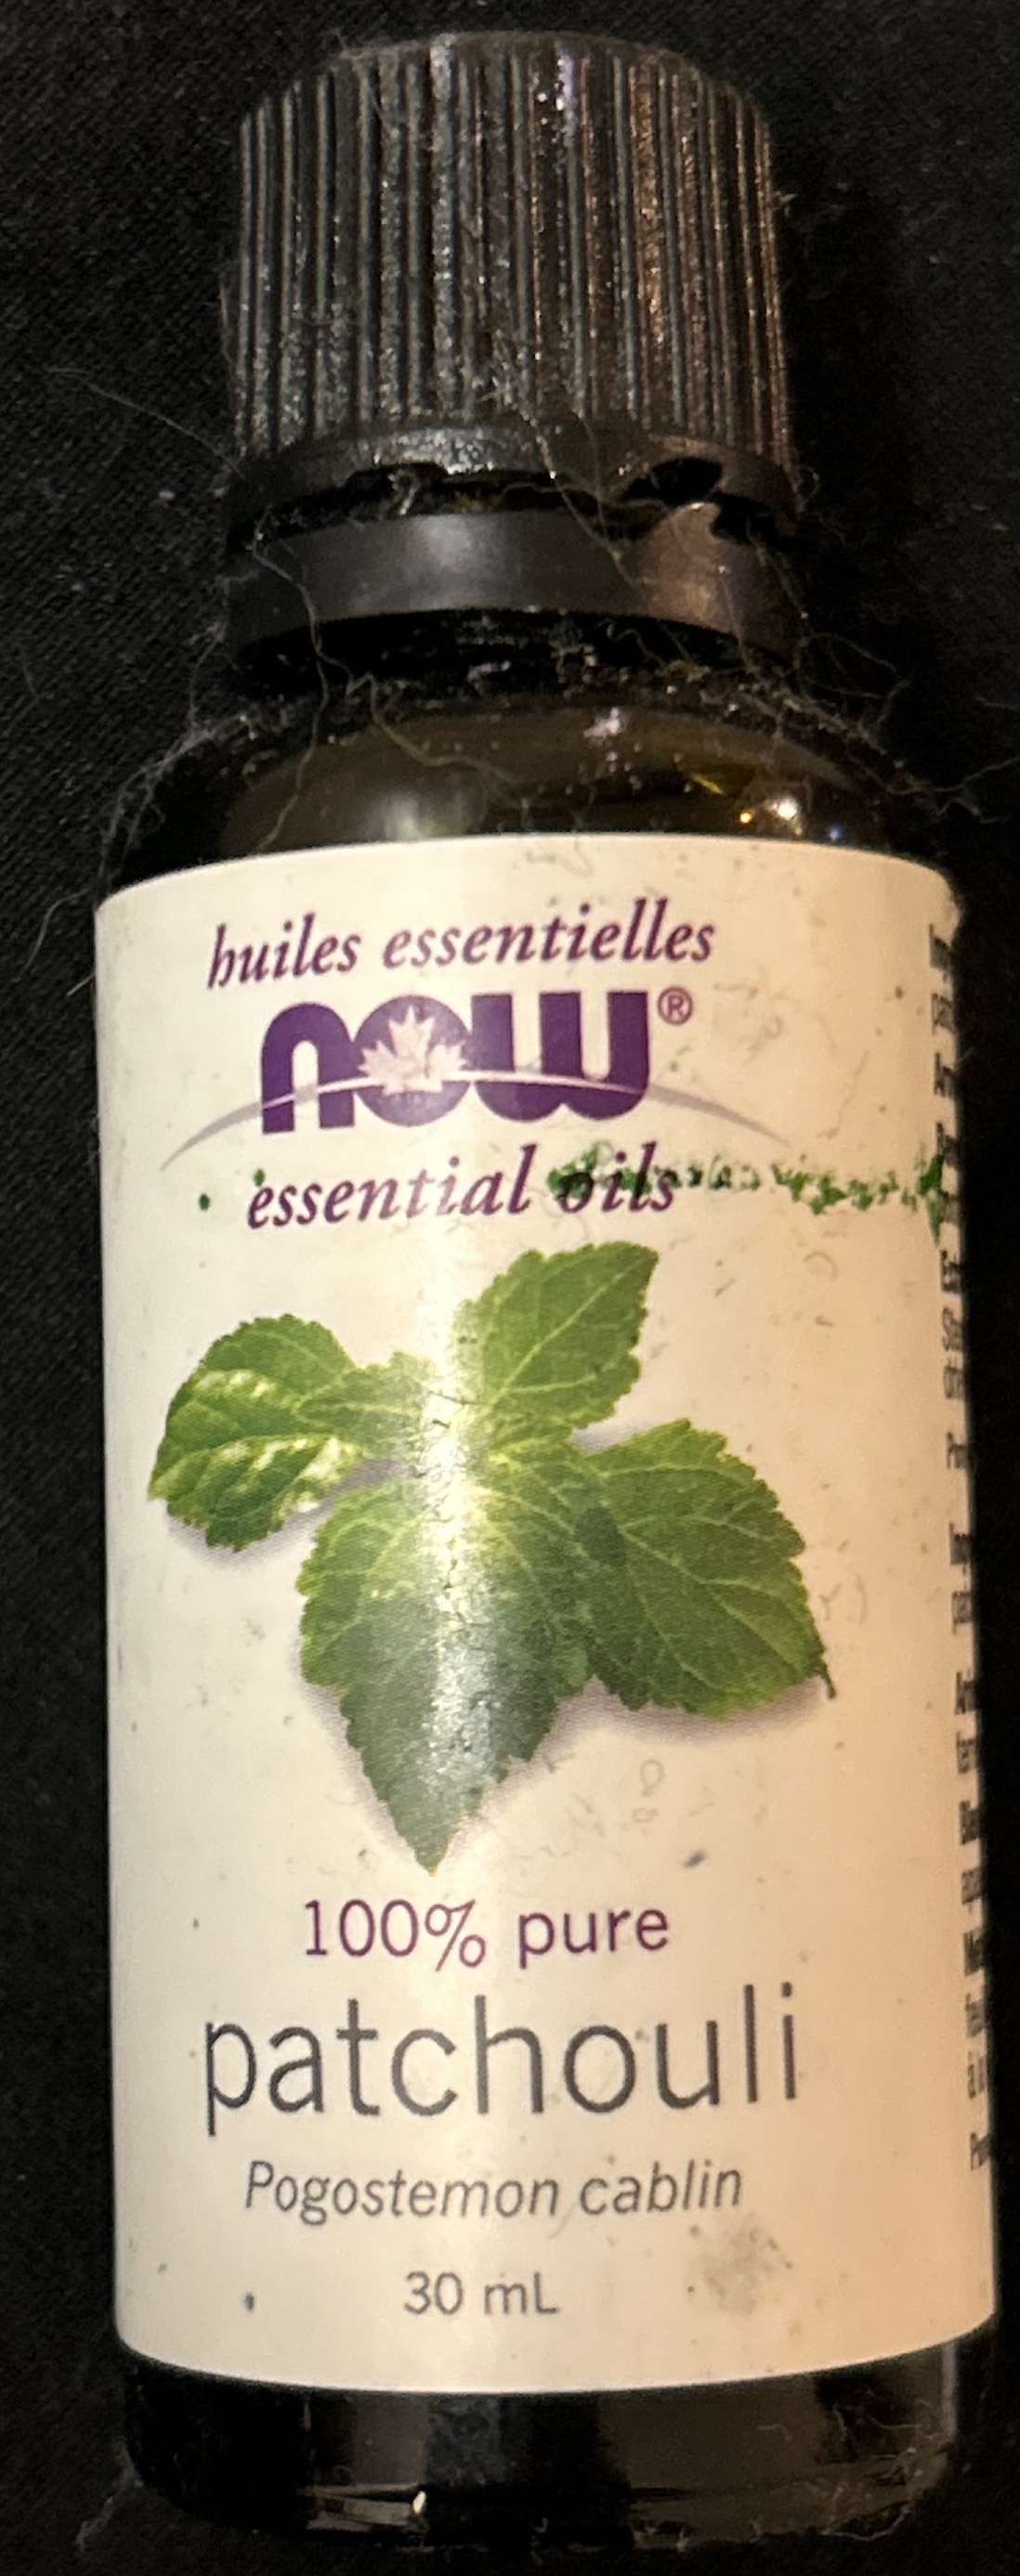 huiles essentielles
now®
essential oils
100% pure
patchouli
Pogostemon cablin
30 mL